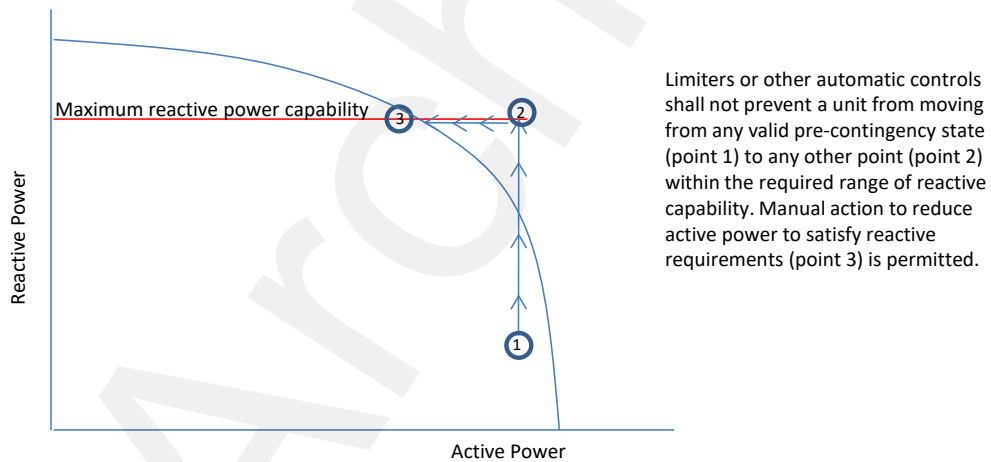 Maximum reactive power capability
3
2
1
Reactive Power
Active Power
Limiters or other automatic controls
shall not prevent a unit from moving
from any valid pre-contingency state
(point 1) to any other point (point 2)
within the required range of reactive
capability. Manual action to reduce
active power to satisfy reactive
requirements (point 3) is permitted.
Arch